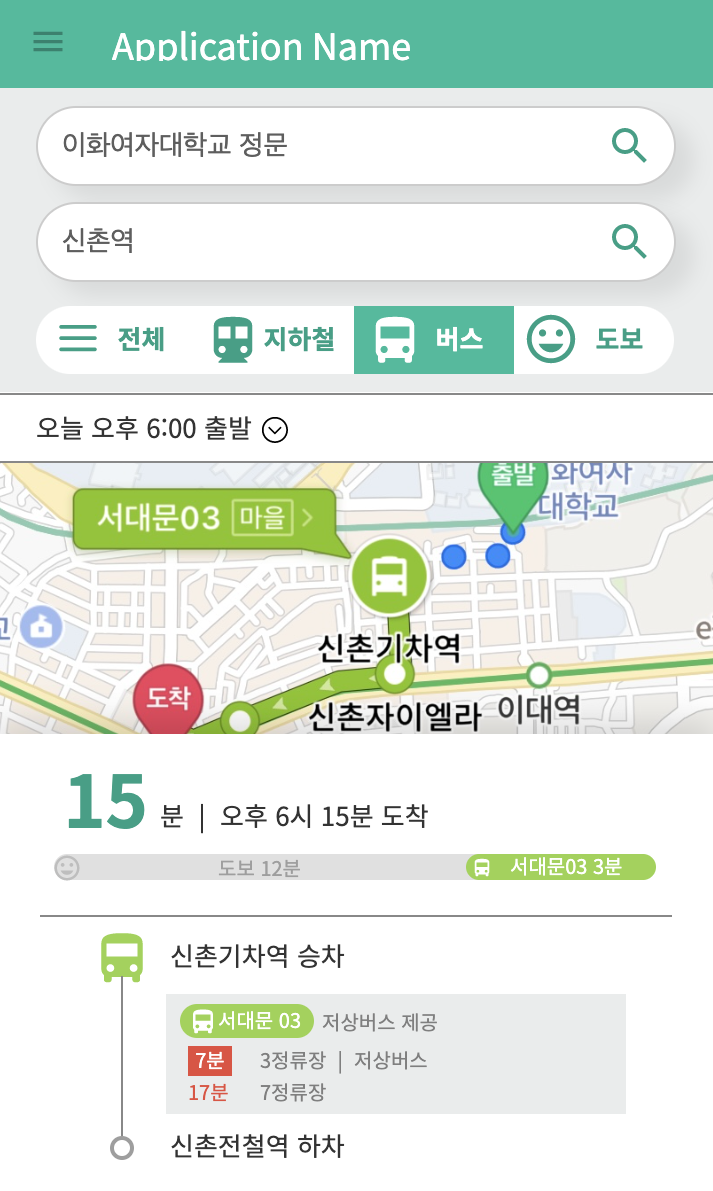 Application Name
이화여자대학교 정문
신촌역
전체 지하철 버스 도보
오늘 오후 6:00 출발
출발
화여자
대학교
서대문03 마을
신촌기차역
도착
신촌자이엘라
이대역
15 분 | 오후 6시 15분 도착
도보 12분 서대문03 3분
신촌기차역 승차
서대문 03 저상버스 제공
7분 3정류장 | 저상버스
17분 7정류장
신촌전철역 하차